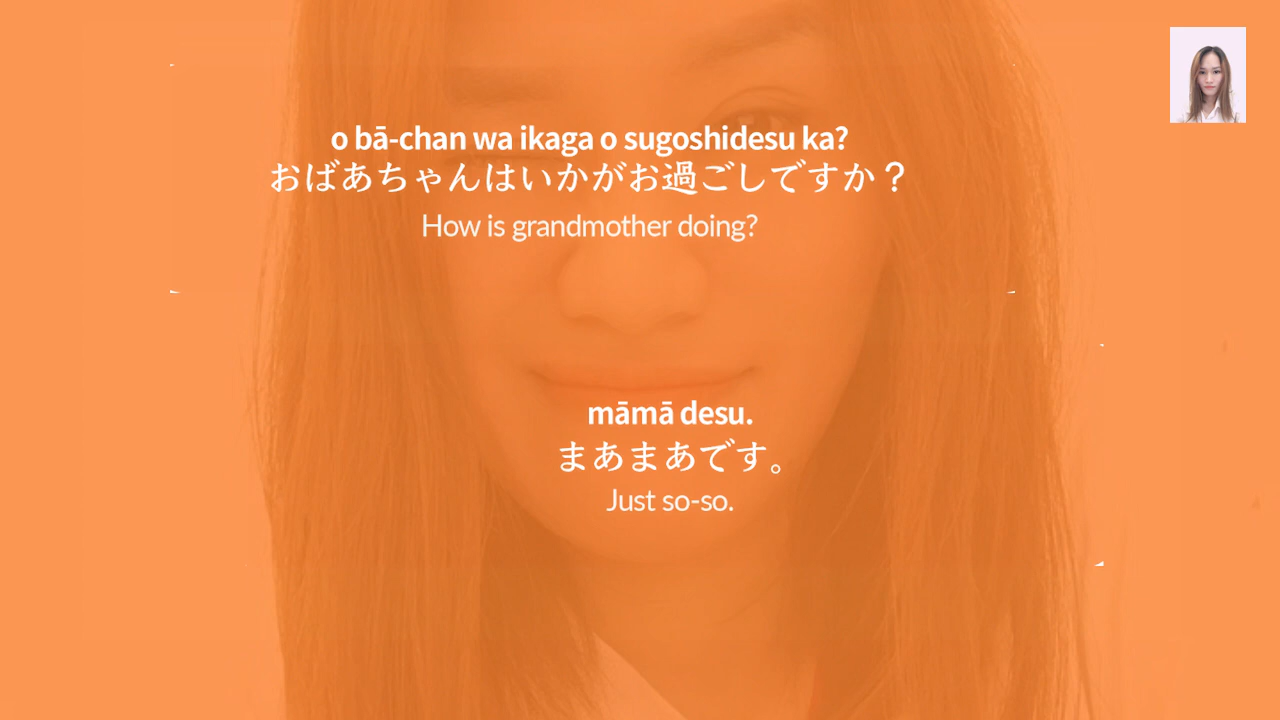 o bā-chan wa ikaga o sugoshidesu ka?
おばあちゃんはいかがお過ごしですか？
How is grandmother doing?
māmā desu.
まあまあです。
Just so-so.